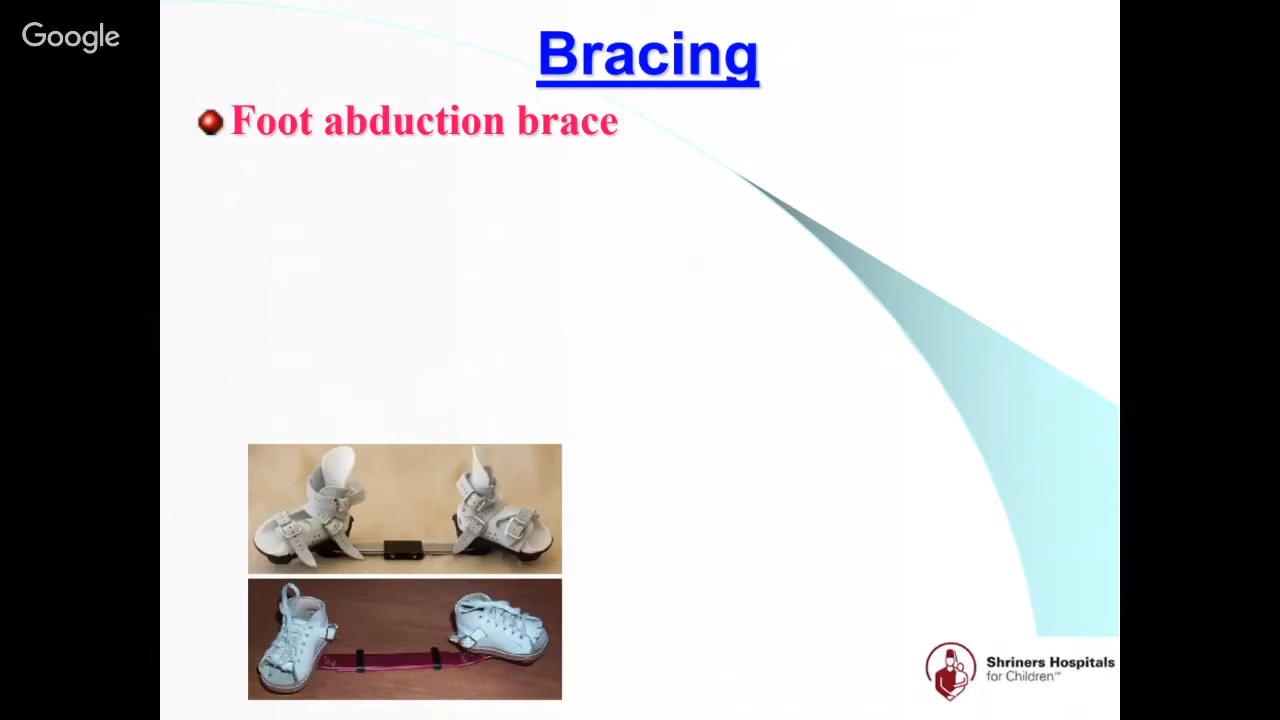 Google
Bracing
Foot abduction brace
Shriners Hospitals
for Children™